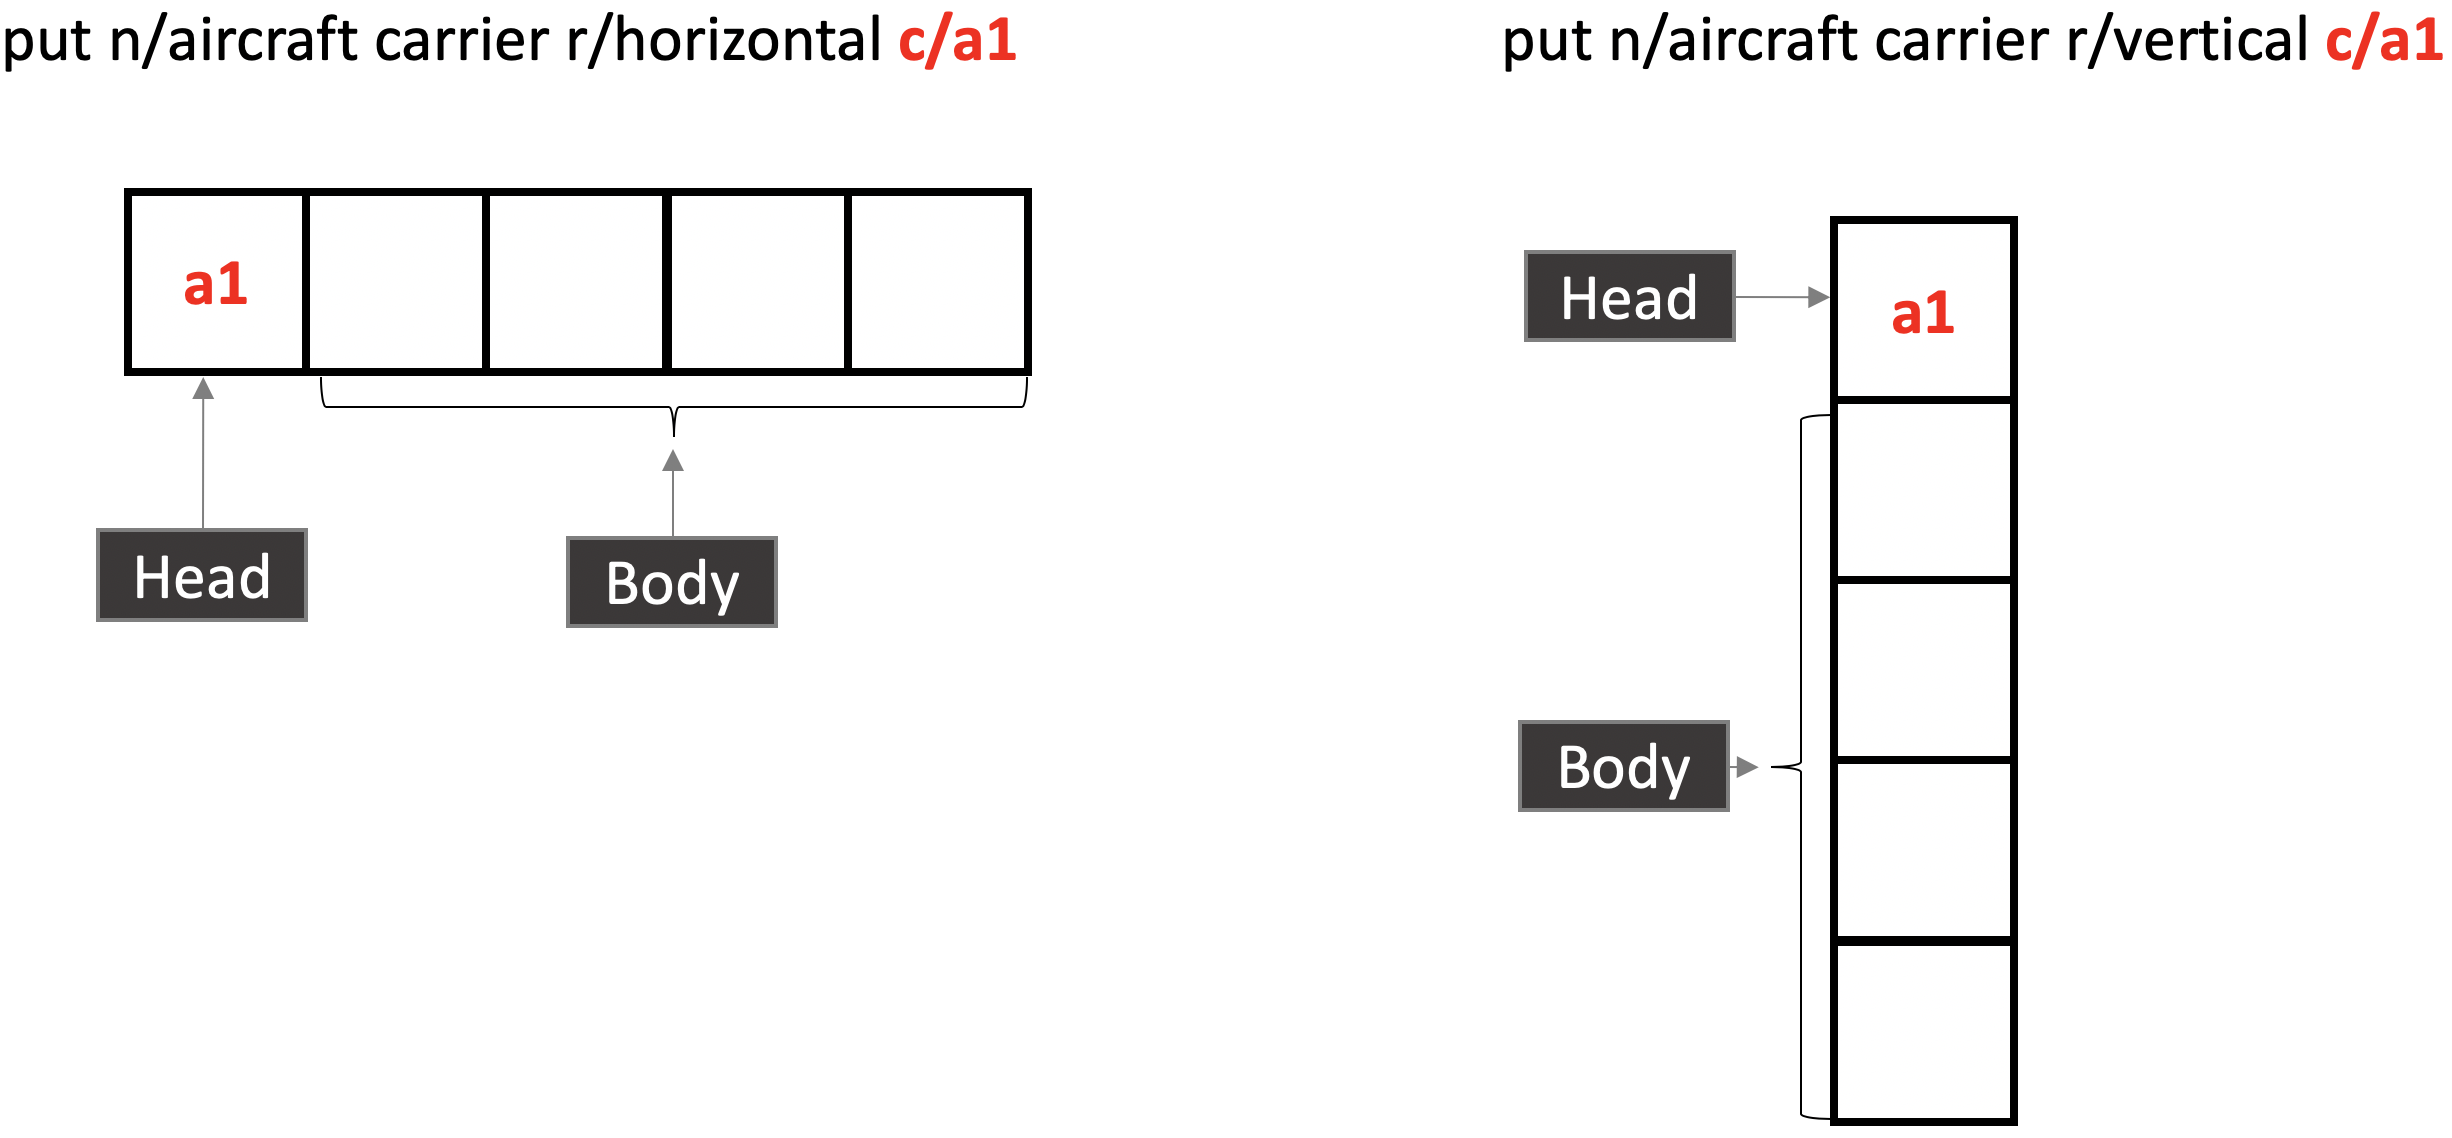 put n/aircraft carrier r/horizontal c/a1
a1
Head
Body
put n/aircraft carrier r/vertical c/a1
Head
a1
Body